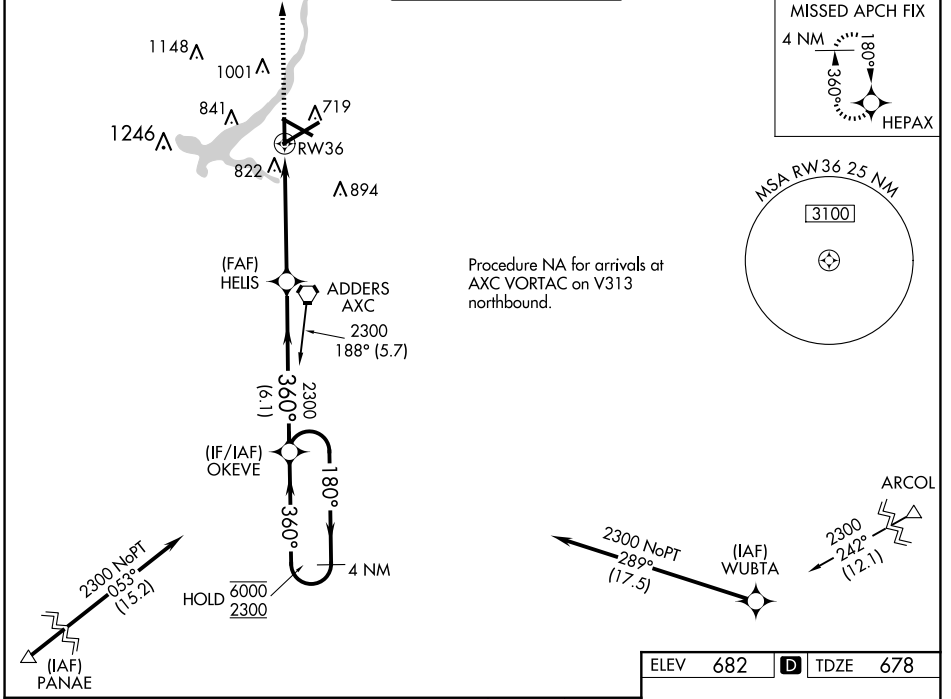 MISSED APCH FIX
4 NM
180°
360°
HEPAX
1148
1001
841
719
1246
RW36
822
894
MSA RW36 25 NM
3100
(FAF)
HELIS
ADDERS
AXC
2300
188° (5.7)
Procedure NA for arrivals at
AXC VORTAC on V313
northbound.
360°
(6.1)
2300
(IF/IAF)
OKEVE
180°
360°
4 NM
HOLD 6000
2300
2300 NoPT
053°
(15.2)
(IAF)
PANAE
2300 NoPT
289°
(17.5)
(IAF)
WUBTA
ARCOL
2300
242°
(12.1)
ELEV 682 D TDZE 678